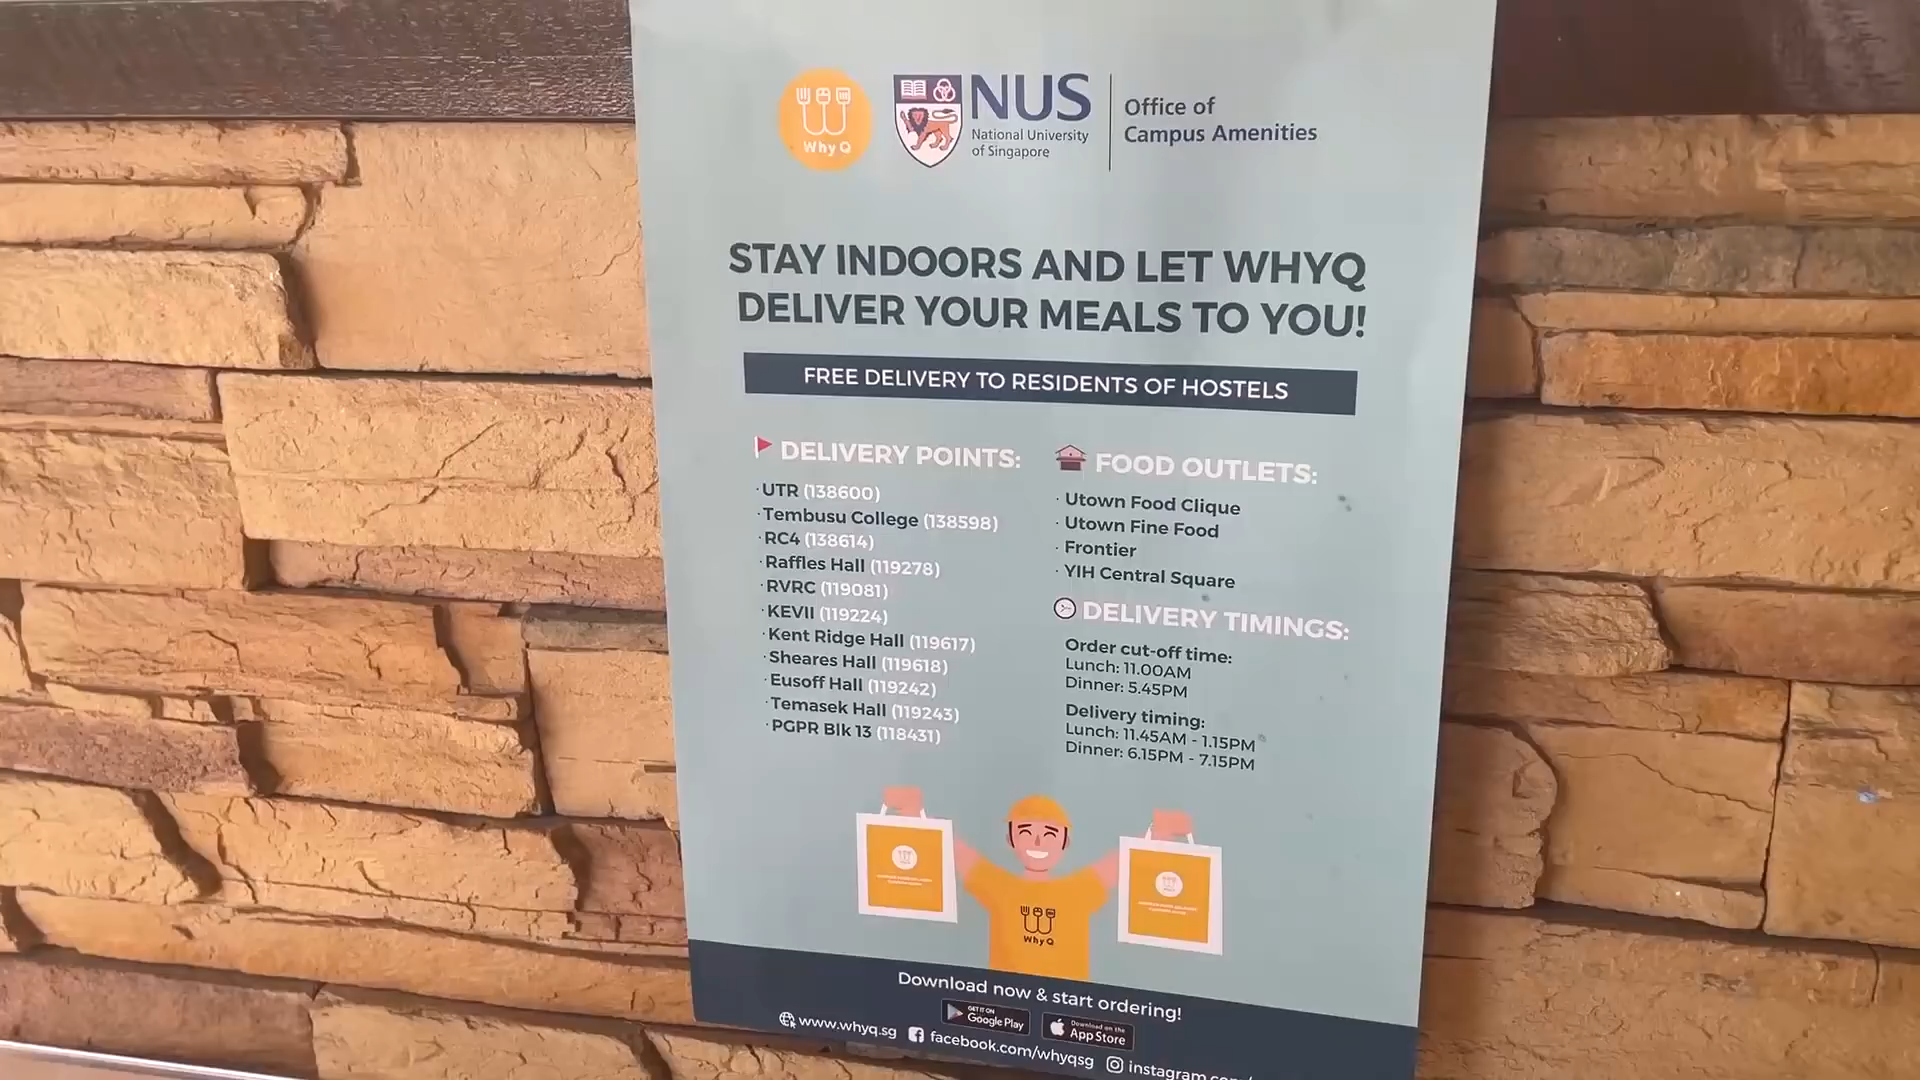 WhyQ
NUS
National University
of Singapore
Office of
Campus Amenities
STAY INDOORS AND LET WHYQ
DELIVER YOUR MEALS TO YOU!
FREE DELIVERY TO RESIDENTS OF HOSTELS
DELIVERY POINTS:
· UTR (138600)
· Tembusu College (138598)
· RC4 (138614)
· Raffles Hall (119278)
· RVRC (119081)
· KEVII (119224)
· Kent Ridge Hall (119617)
· Sheares Hall (119618)
· Eusoff Hall (119242)
· Temasek Hall (119243)
· PGPR Blk 13 (118431)
FOOD OUTLETS:
· Utown Food Clique
· Utown Fine Food
· Frontier
· YIH Central Square
DELIVERY TIMINGS:
Order cut-off time:
Lunch: 11.00AM
Dinner: 5.45PM
Delivery timing:
Lunch: 11.45AM - 1.15PM
Dinner: 6.15PM - 7.15PM
WhyQ
Download now & start ordering!
GET IT ON
Google Play
Download on the
App Store
www.whyq.sg
facebook.com/whyqsg
instagram.com/